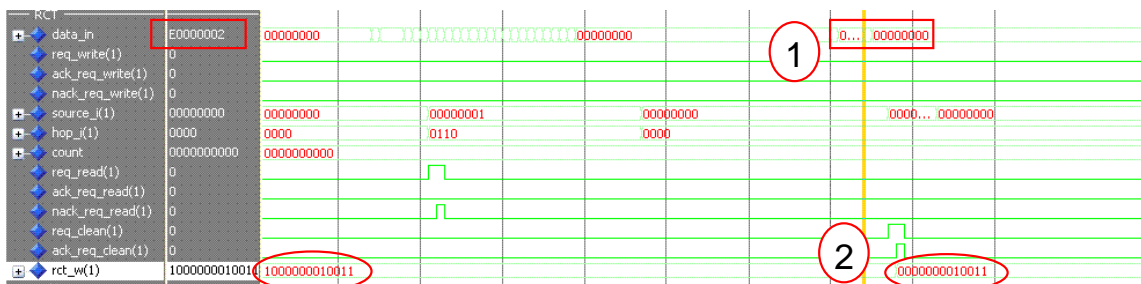 RCT
data_in E0000002 00000000 00000000 0... 00000000
1
req_write(1) 0
ack_req_write(1) 0
nack_req_write(1) 0
source_i(1) 00000000 00000000 00000001 00000000 0000... 00000000
hop_i(1) 0000 0000 0110 0000
count 0000000000 0000000000
req_read(1) 0
ack_req_read(1) 0
nack_req_read(1) 0
req_clean(1) 0
ack_req_clean(1) 0
2
rct_w(1) 1000000010011 1000000010011 0000000010011